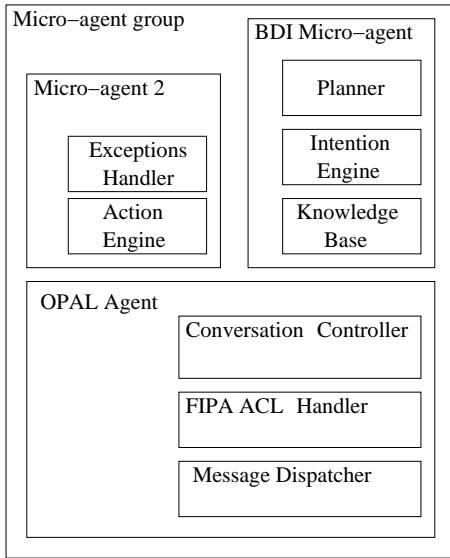 Micro−agent group
BDI Micro−agent
Planner
Intention
Engine
Knowledge
Base
Micro−agent 2
Exceptions
Handler
Action
Engine
OPAL Agent
Conversation Controller
FIPA ACL Handler
Message Dispatcher